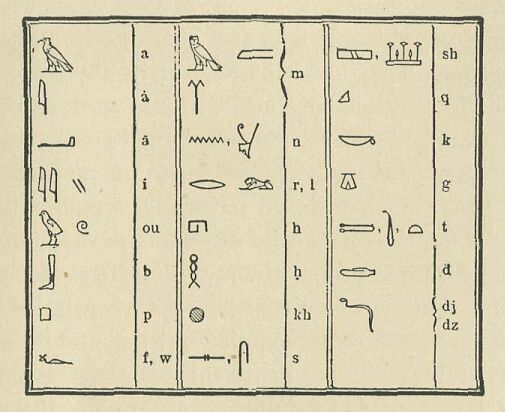 𓄿 a
𓇋 ȧ
𓂝 ā
𓇌 𓏭 i
𓅱 𓏲 ou
𓃀 b
𓊪 p
𓆑 f, w
𓅓 𓐝 m
𓈖, 𓋔 n
𓂋 𓃭 r, l
𓉔 h
𓎛 ḥ
𓐍 kh
𓊃, 𓋴 s
𓈙, 𓆷 sh
𓈎 q
𓎡 k
𓎼 g
𓍿, 𓍘, 𓏏 t
𓂧 d
𓆓 dj
dz